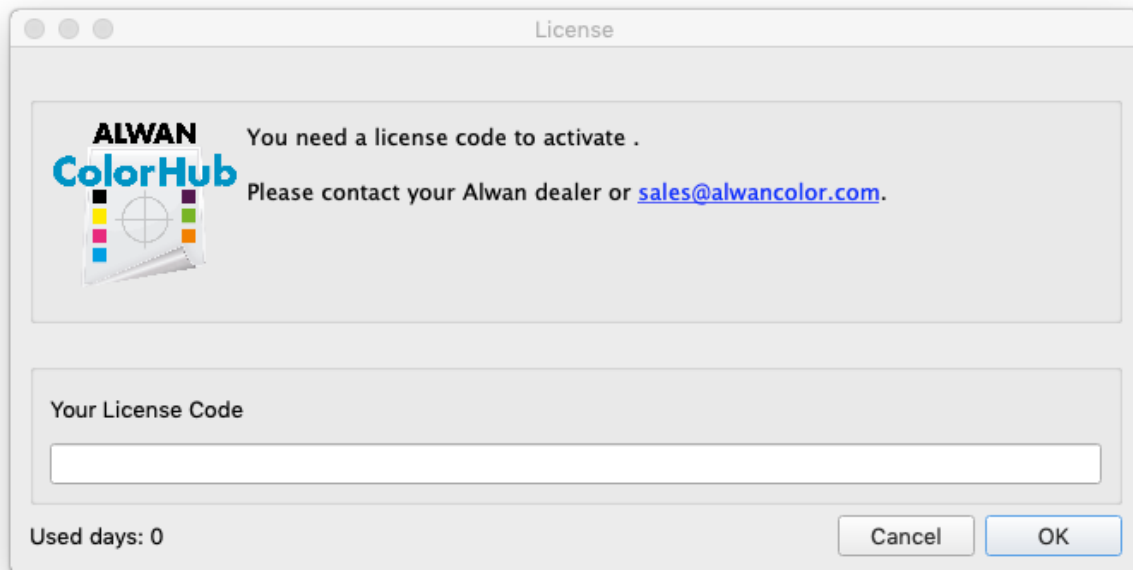 License
ALWAN
ColorHub
You need a license code to activate .
Please contact your Alwan dealer or sales@alwancolor.com.
Your License Code
Used days: 0
Cancel
OK